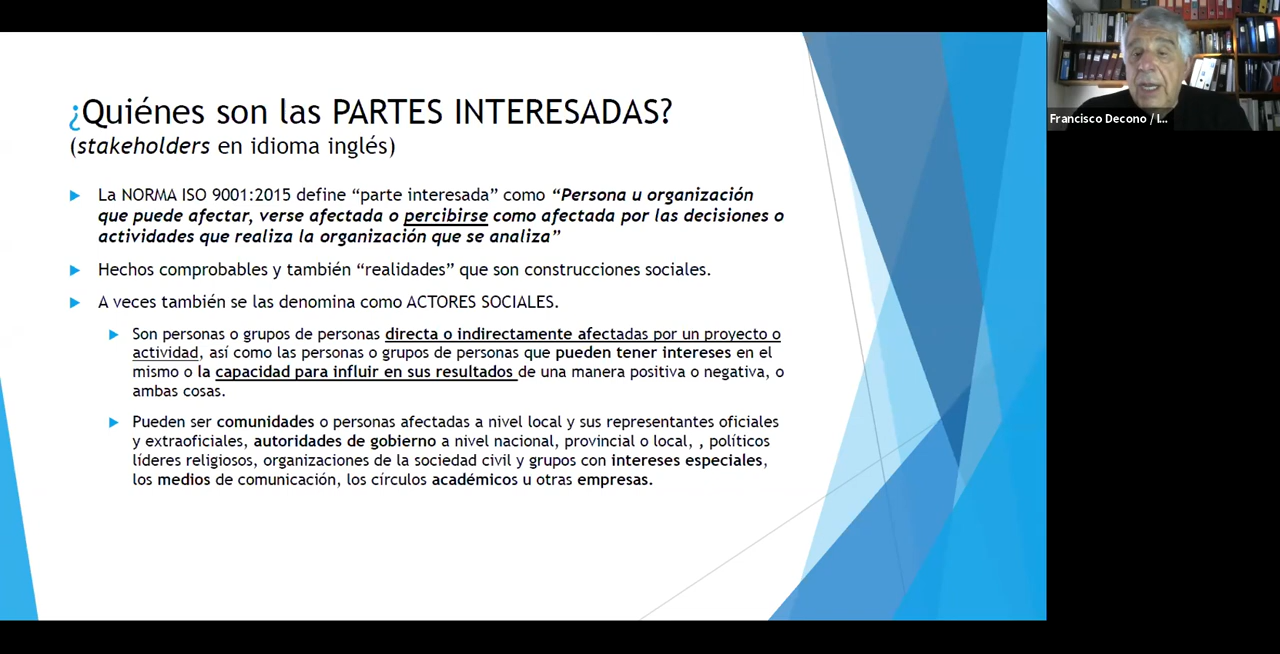 ¿Quiénes son las PARTES INTERESADAS?
(stakeholders en idioma inglés)
La NORMA ISO 9001:2015 define “parte interesada” como “Persona u organización
que puede afectar, verse afectada o percibirse como afectada por las decisiones o
actividades que realiza la organización que se analiza”
Hechos comprobables y también “realidades” que son construcciones sociales.
A veces también se las denomina como ACTORES SOCIALES.
Son personas o grupos de personas directa o indirectamente afectadas por un proyecto o
actividad, así como las personas o grupos de personas que pueden tener intereses en el
mismo o la capacidad para influir en sus resultados de una manera positiva o negativa, o
ambas cosas.
Pueden ser comunidades o personas afectadas a nivel local y sus representantes oficiales
y extraoficiales, autoridades de gobierno a nivel nacional, provincial o local, , políticos
líderes religiosos, organizaciones de la sociedad civil y grupos con intereses especiales,
los medios de comunicación, los círculos académicos u otras empresas.
Francisco Decono / I...